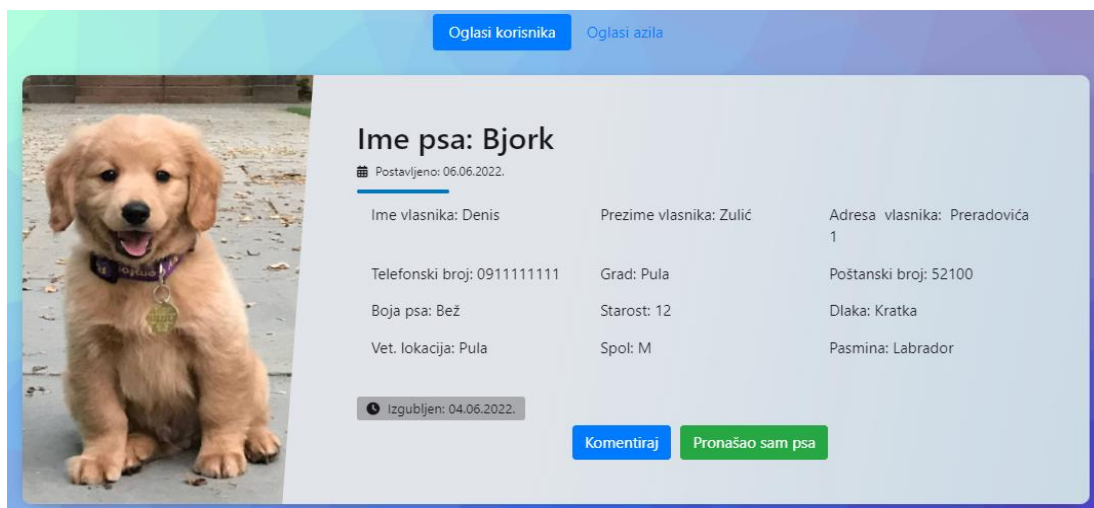 Oglasi korisnika Oglasi azila
Ime psa: Bjork
Postavljeno: 06.06.2022.
Ime vlasnika: Denis Prezime vlasnika: Zulić Adresa vlasnika: Preradovića
1
Telefonski broj: 0911111111 Grad: Pula Poštanski broj: 52100
Boja psa: Bež Starost: 12 Dlaka: Kratka
Vet. lokacija: Pula Spol: M Pasmina: Labrador
Izgubljen: 04.06.2022.
Komentiraj Pronašao sam psa